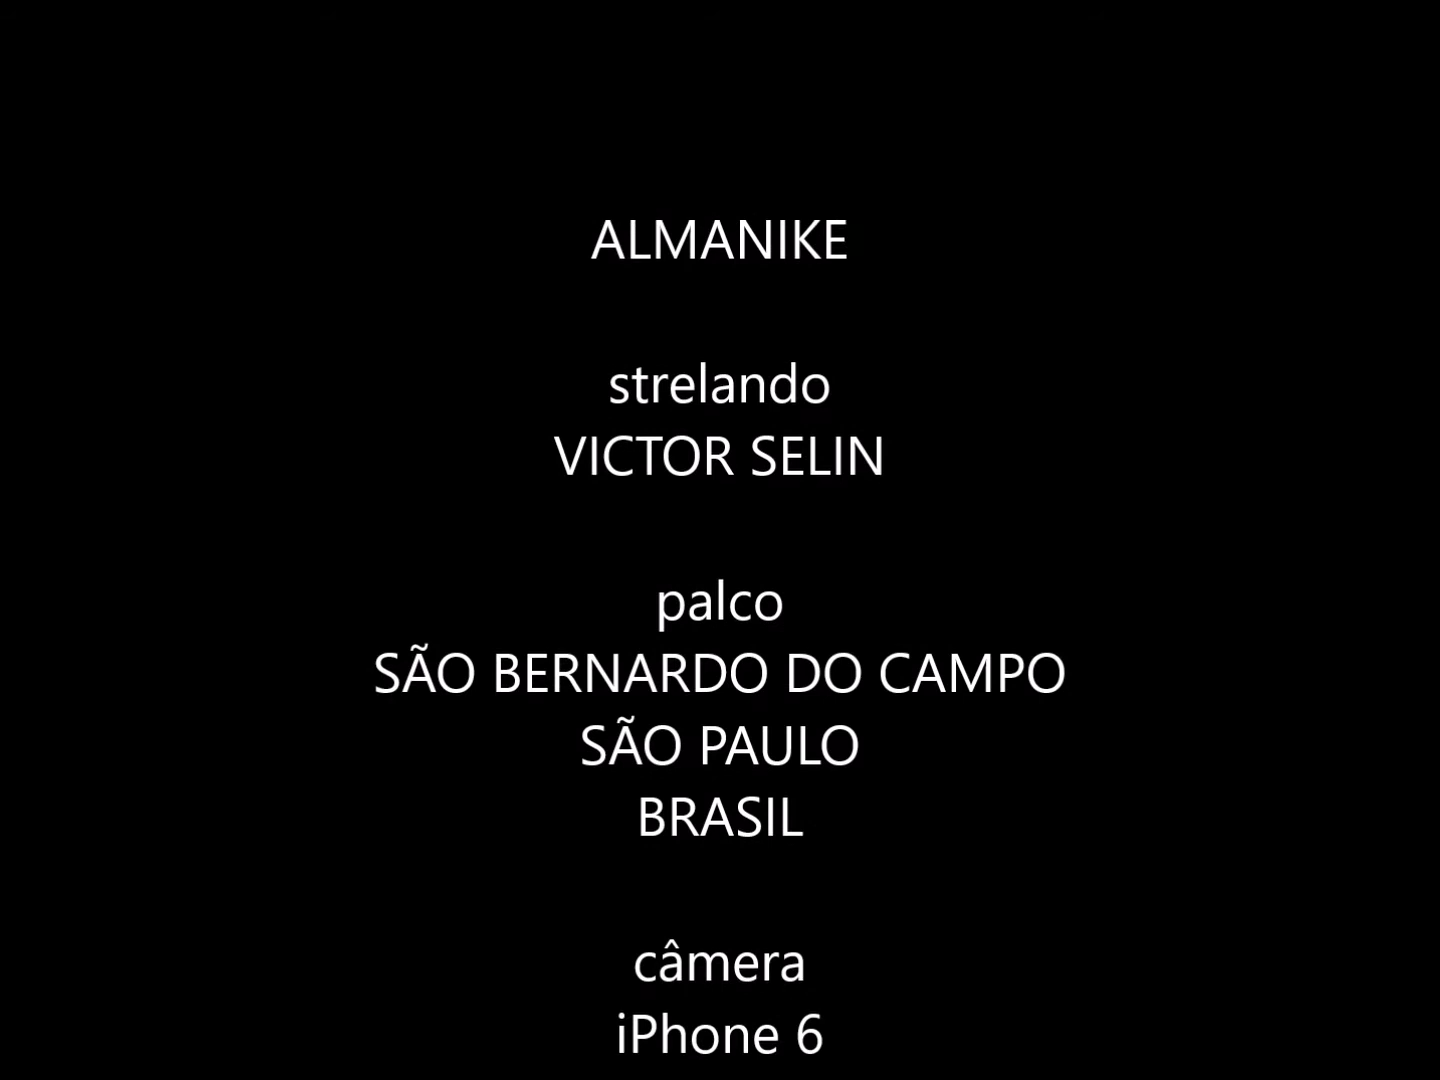 ALMANIKE
strelando
VICTOR SELIN
palco
SÃO BERNARDO DO CAMPO
SÃO PAULO
BRASIL
câmera
iPhone 6